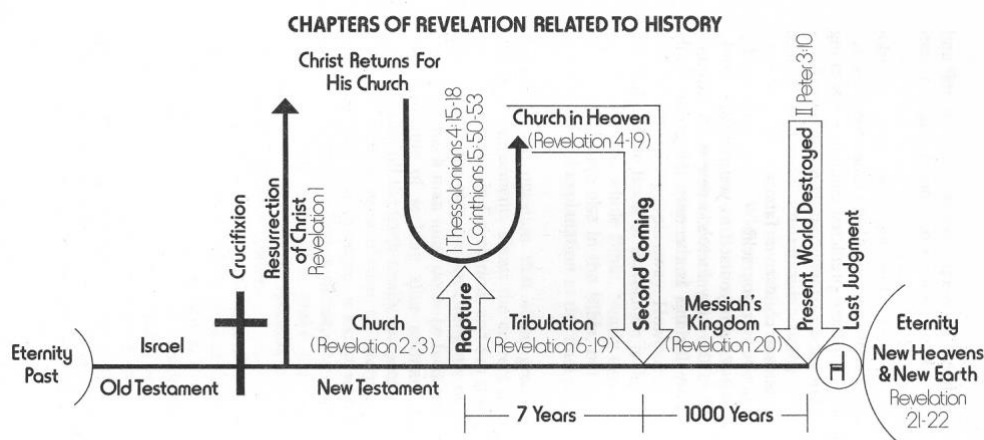 CHAPTERS OF REVELATION RELATED TO HISTORY
Christ Returns For
His Church
I Thessalonians 4:15-18
I Corinthians 15:50-53
Church in Heaven
(Revelation 4-19)
II Peter 3:10
Crucifixion
Resurrection
of Christ
Revelation I
Rapture
Second Coming
Present World Destroyed
Last Judgment
Eternity
Past
Israel
Old Testament
Church
(Revelation 2-3)
New Testament
Tribulation
(Revelation 6-19)
Messiah's
Kingdom
(Revelation 20)
Eternity
New Heavens
& New Earth
Revelation
21-22
7 Years
1000 Years